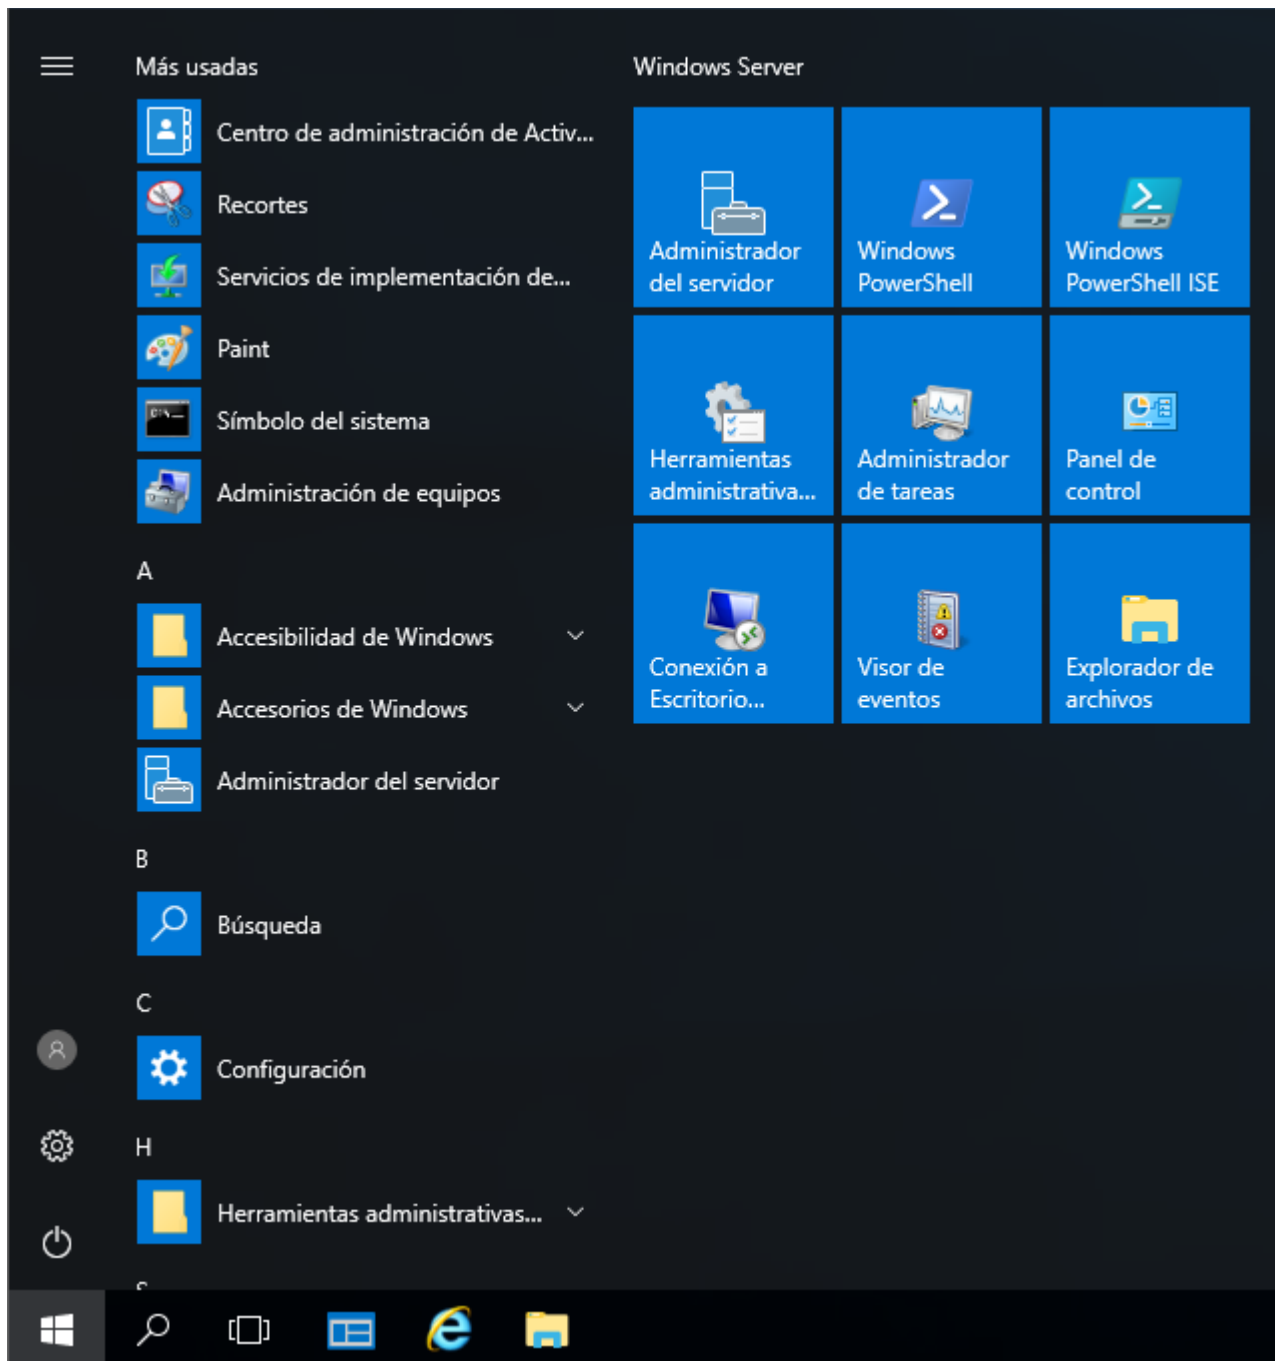 Más usadas
Centro de administración de Activ...
Recortes
Servicios de implementación de...
Paint
Símbolo del sistema
Administración de equipos
A
Accesibilidad de Windows
Accesorios de Windows
Administrador del servidor
B
Búsqueda
C
Configuración
H
Herramientas administrativas...
Windows Server
Administrador
del servidor
Windows
PowerShell
Windows
PowerShell ISE
Herramientas
administrativa...
Administrador
de tareas
Panel de
control
Conexión a
Escritorio...
Visor de
eventos
Explorador de
archivos